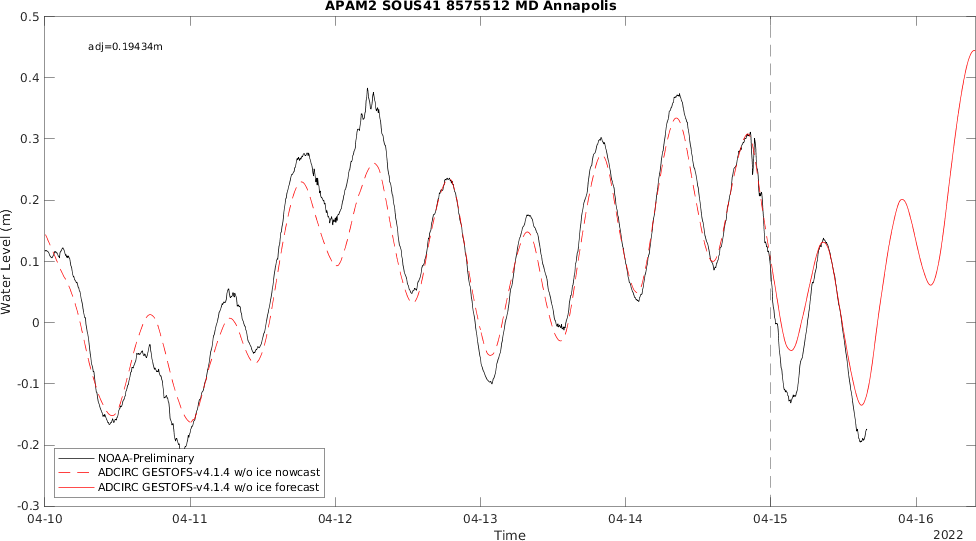 APAM2 SOUS41 8575512 MD Annapolis
adj=0.19434m
0.5
0.4
0.3
0.2
0.1
0
-0.1
-0.2
-0.3
Water Level (m)
NOAA-Preliminary
ADCIRC GESTOFS-v4.1.4 w/o ice nowcast
ADCIRC GESTOFS-v4.1.4 w/o ice forecast
04-10 04-11 04-12 04-13 04-14 04-15 04-16
Time
2022